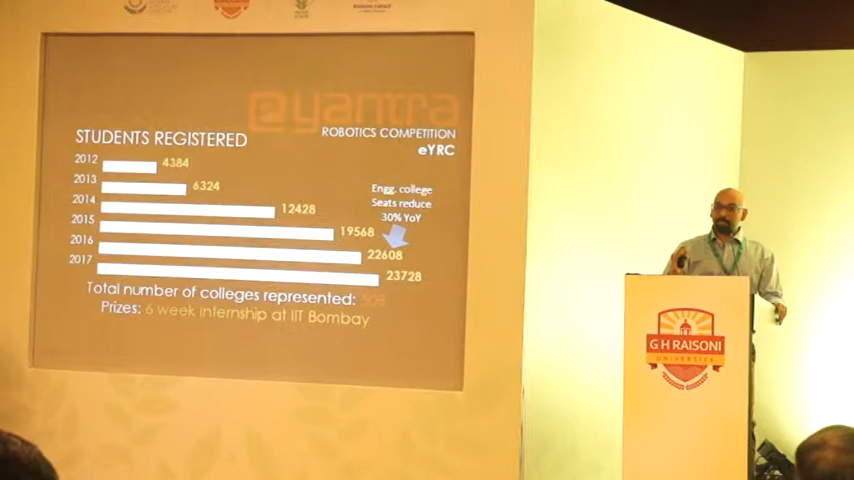 eyantra
STUDENTS REGISTERED
ROBOTICS COMPETITION
eYRC
2012 4384
2013 6324
2014 12428
2015 19568
2016 22608
2017 23728
Engg. college
Seats reduce
30% YoY
Total number of colleges represented:
Prizes: 6 week internship at IIT Bombay
G H RAISONI
UNIVERSITY